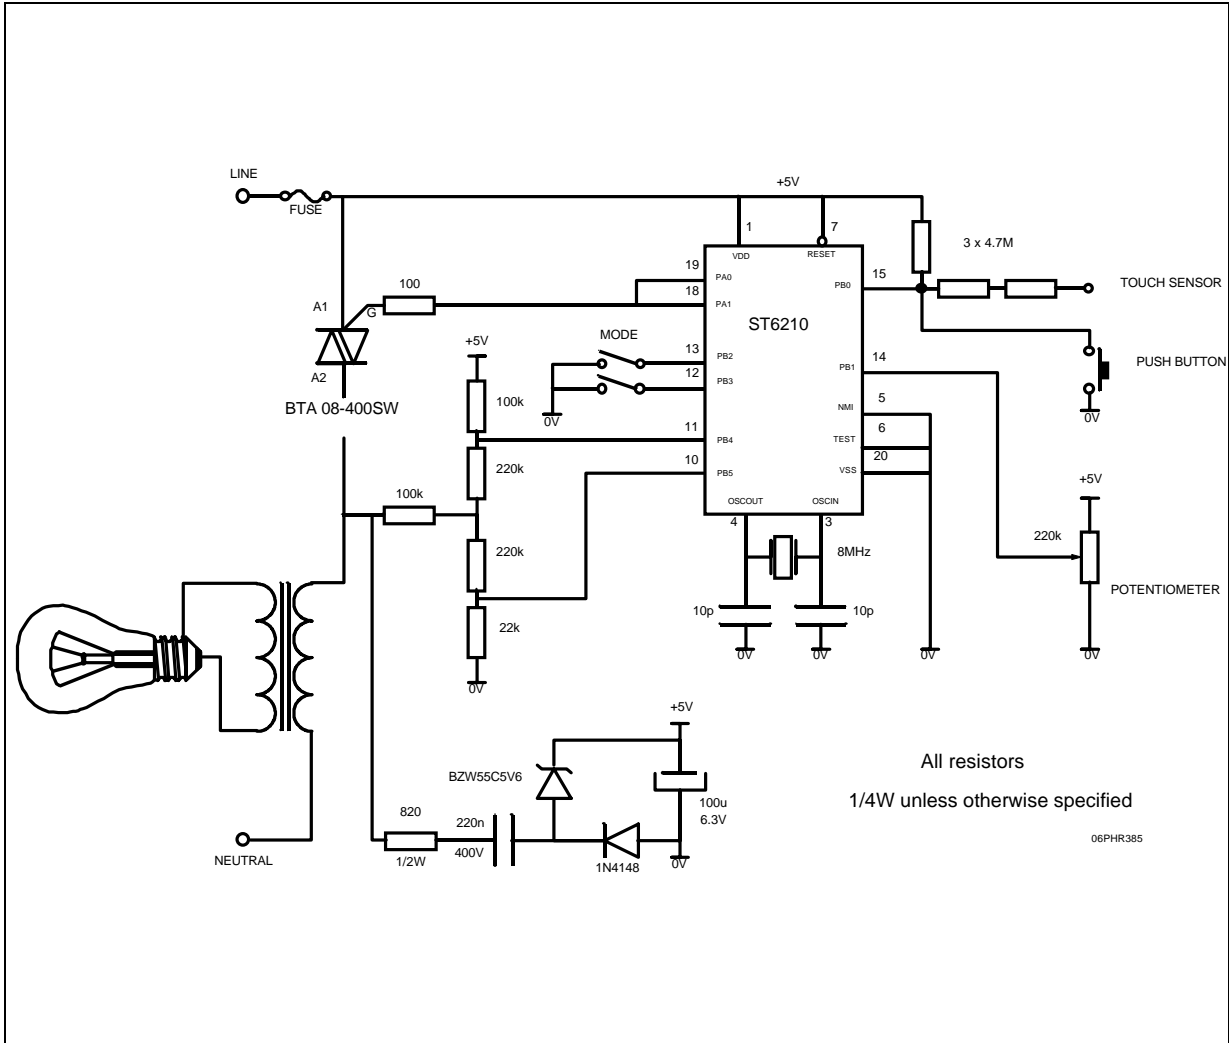 LINE
FUSE
+5V
1
7
VDD
RESET
3 x 4.7M
19
PA0
15
PB0
TOUCH SENSOR
100
18
PA1
A1
G
ST6210
MODE
+5V
13
PB2
14
PB1
PUSH BUTTON
A2
12
PB3
BTA 08-400SW
100k
0V
5
NMI
0V
11
PB4
6
TEST
220k
10
PB5
20
VSS
+5V
100k
OSCOUT
OSCIN
4
3
220k
220k
8MHz
POTENTIOMETER
10p
10p
22k
0V
0V
0V
0V
0V
+5V
BZW55C5V6
All resistors
1/4W unless otherwise specified
100u
6.3V
820
220n
06PHR385
NEUTRAL
1/2W
400V
1N4148
0V